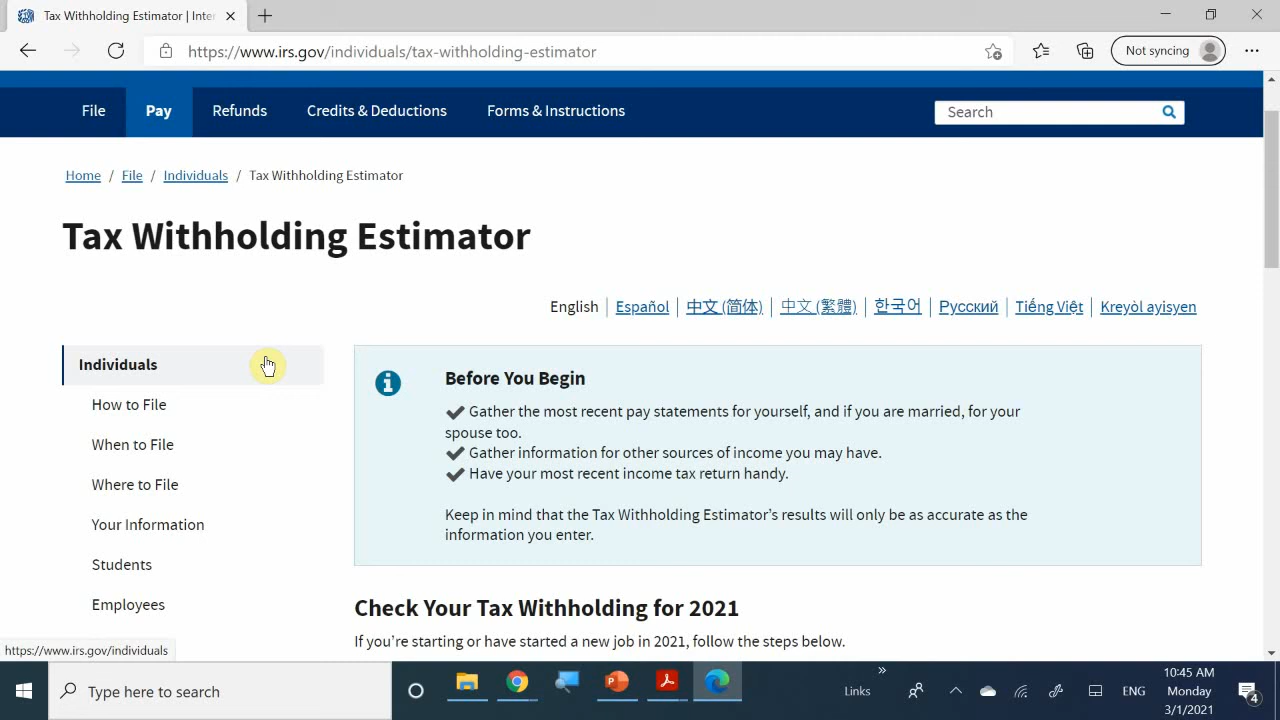 Tax Withholding Estimator | Inter
https://www.irs.gov/individuals/tax-withholding-estimator
Not syncing
File Pay Refunds Credits & Deductions Forms & Instructions Search
Home / File / Individuals / Tax Withholding Estimator
Tax Withholding Estimator
English Español 中文 (简体) 中文 (繁體) 한국어 Русский Tiếng Việt Kreyòl ayisyen
Individuals
How to File
When to File
Where to File
Your Information
Students
Employees
Before You Begin
Gather the most recent pay statements for yourself, and if you are married, for your
spouse too.
Gather information for other sources of income you may have.
Have your most recent income tax return handy.
Keep in mind that the Tax Withholding Estimator's results will only be as accurate as the
information you enter.
Check Your Tax Withholding for 2021
If you're starting or have started a new job in 2021, follow the steps below.
https://www.irs.gov/individuals
Type here to search
Links
ENG
10:45 AM
Monday
3/1/2021
4